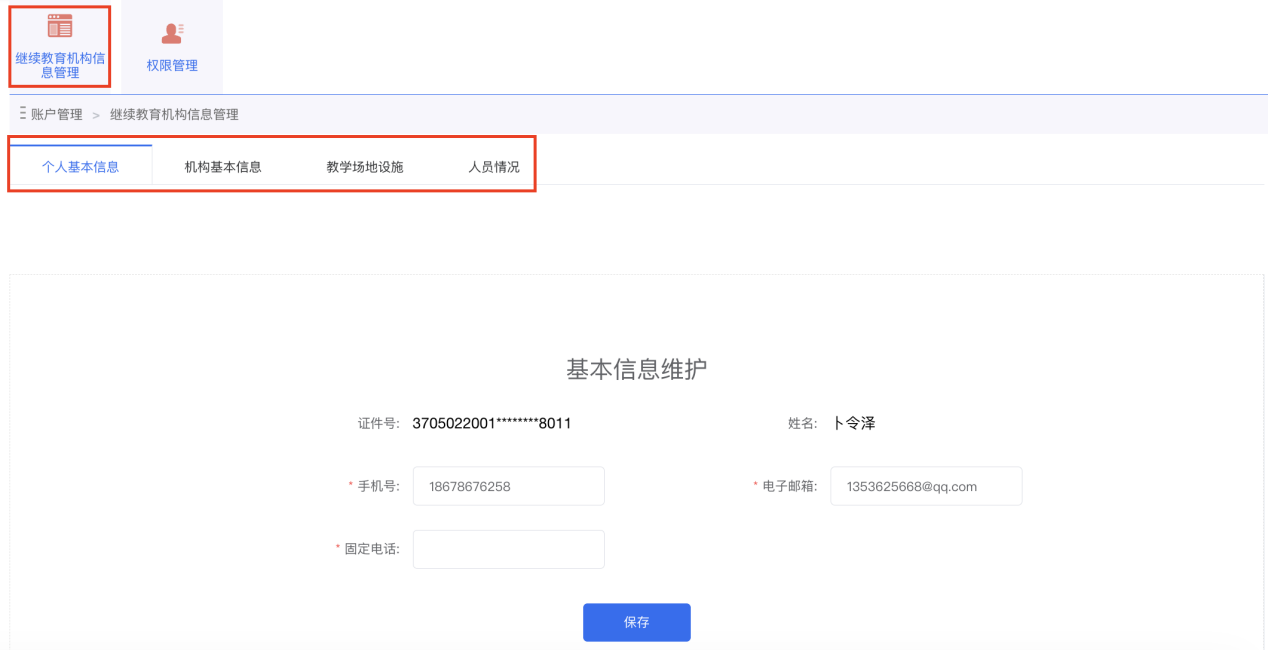 继续教育机构信
息管理
权限管理
账户管理 > 继续教育机构信息管理
个人基本信息 机构基本信息 教学场地设施 人员情况
基本信息维护
证件号: 3705022001********8011 姓名: 卜令泽
* 手机号: 18678676258 * 电子邮箱: 1353625668@qq.com
* 固定电话:
保存